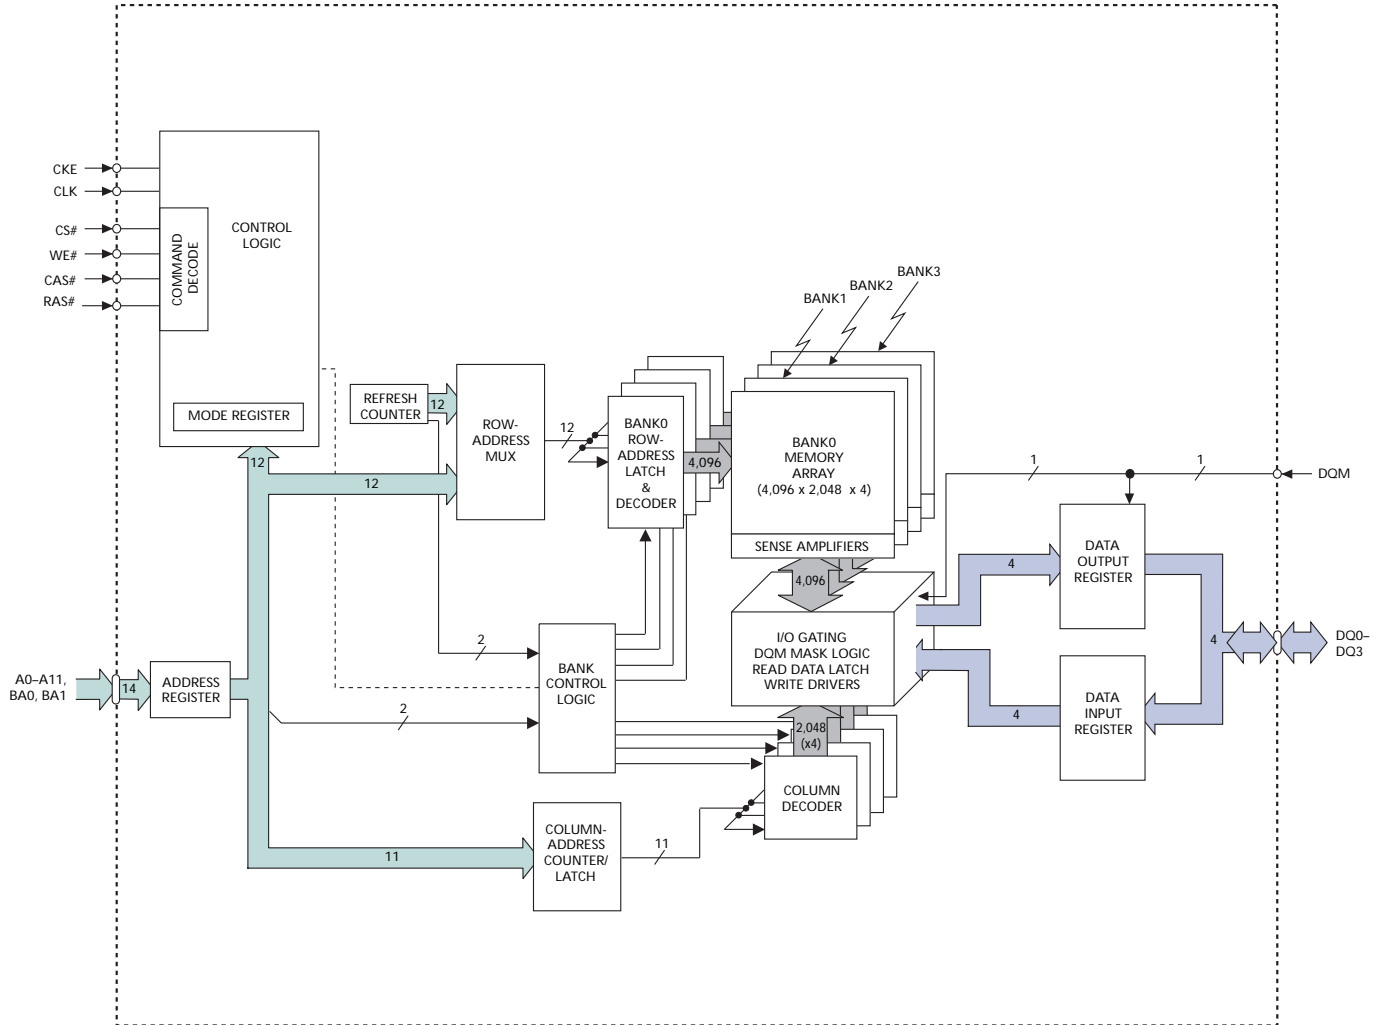 CKE
CLK
CS#
WE#
CAS#
RAS#
COMMAND
DECODE
CONTROL
LOGIC
MODE REGISTER
12
12
REFRESH
COUNTER
12
ROW-
ADDRESS
MUX
12
BANK0
ROW-
ADDRESS
LATCH
&
DECODER
4,096
BANK1
BANK2
BANK3
BANK0
MEMORY
ARRAY
(4,096 x 2,048 x 4)
SENSE AMPLIFIERS
4,096
I/O GATING
DQM MASK LOGIC
READ DATA LATCH
WRITE DRIVERS
1
1
DQM
4
DATA
OUTPUT
REGISTER
4
DQ0–
DQ3
4
DATA
INPUT
REGISTER
A0–A11,
BA0, BA1
14
ADDRESS
REGISTER
2
2
BANK
CONTROL
LOGIC
2,048
(x4)
COLUMN
DECODER
11
COLUMN-
ADDRESS
COUNTER/
LATCH
11